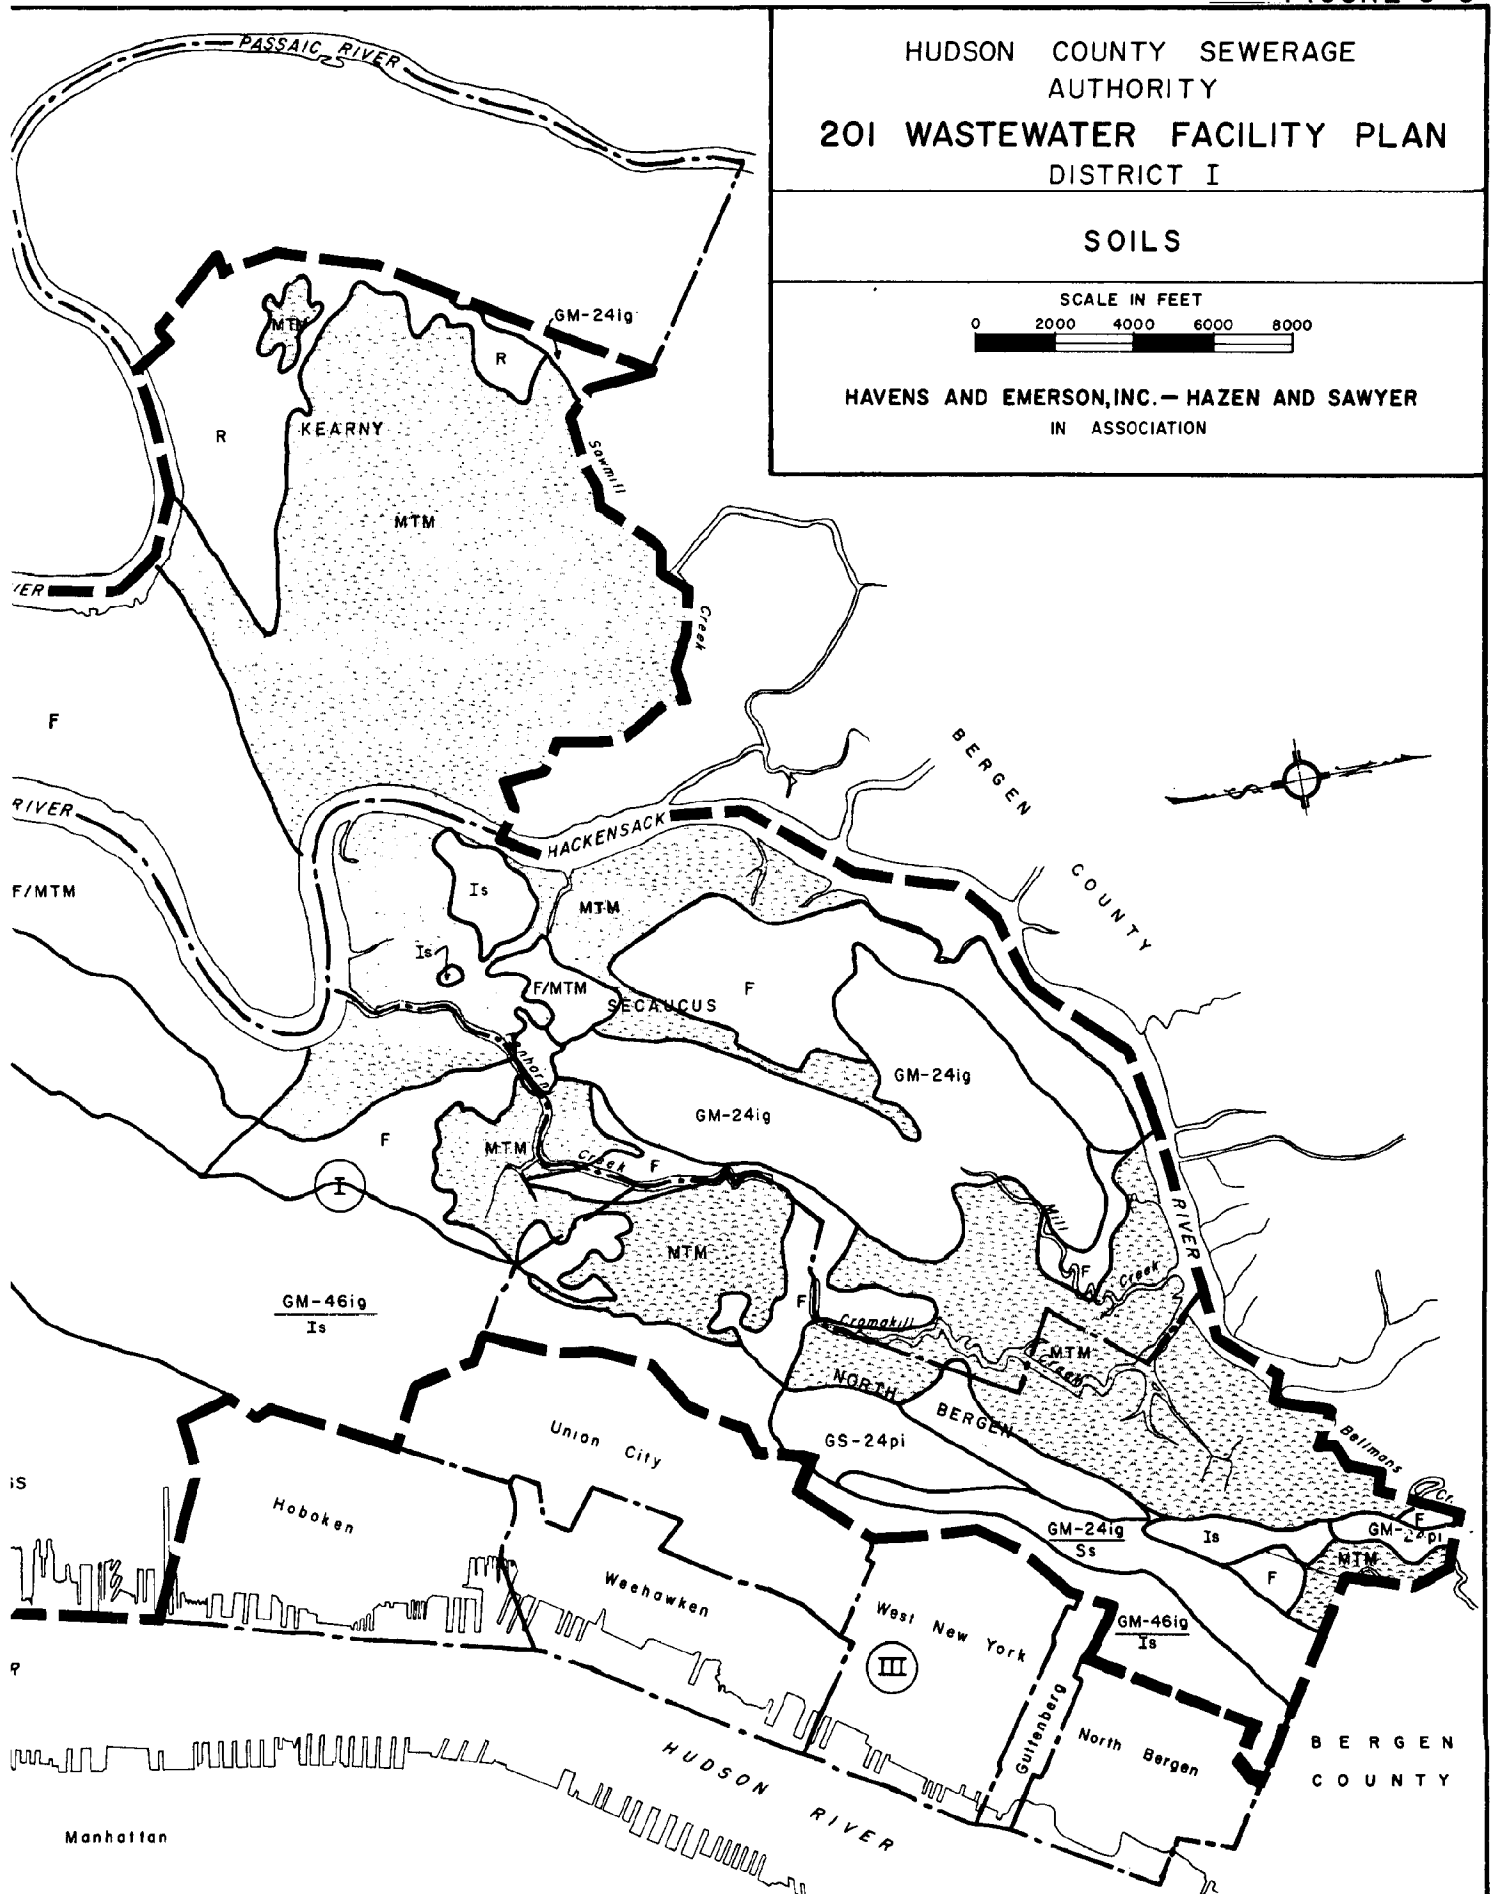 HUDSON COUNTY SEWERAGE
AUTHORITY
201 WASTEWATER FACILITY PLAN
DISTRICT I
SOILS
SCALE IN FEET
0 2000 4000 6000 8000
HAVENS AND EMERSON, INC. — HAZEN AND SAWYER
IN ASSOCIATION
PASSAIC RIVER
MTM
GM-24ig
R
R
KEARNY
Sawmill
MTM
Creek
F
BERGEN
COUNTY
RIVER
HACKENSACK
F/MTM
Is
MTM
Is
F/MTM
SECAUCUS
F
GM-24ig
GM-24ig
F
MTM
Creek
F
I
MTM
Mill
F
Creek
RIVER
GM-46ig
Is
F
Cromakill
Creek
MTM
NORTH
BERGEN
GS-24pi
Bellmans
Cr.
Union City
Hoboken
GM-24ig
Ss
Is
F
MTM
F
Weehawken
West New York
III
GM-46ig
Is
Guttenberg
North Bergen
BERGEN
COUNTY
HUDSON RIVER
Manhattan